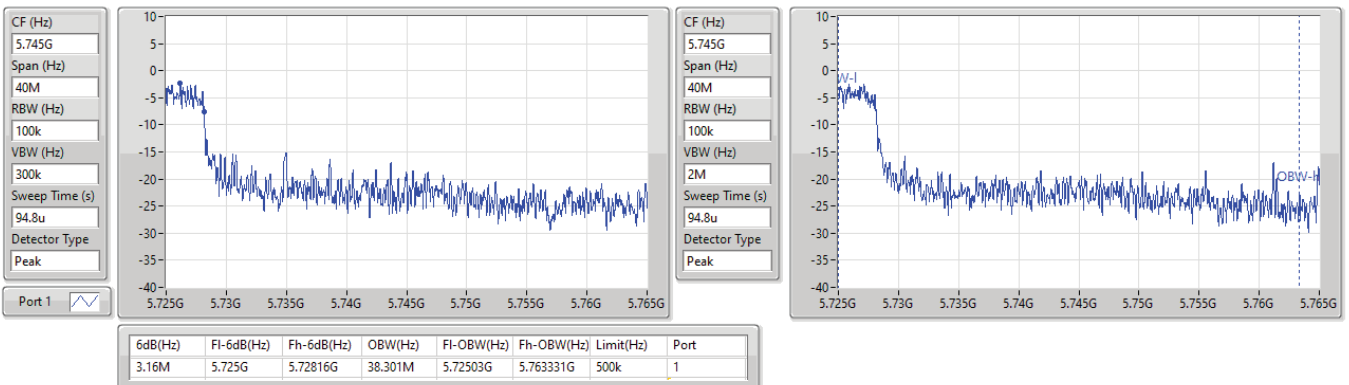 CF (Hz)
5.745G
Span (Hz)
40M
RBW (Hz)
100k
VBW (Hz)
300k
Sweep Time (s)
94.8u
Detector Type
Peak
Port 1
10-
5-
0-
-5-
-10-
-15-
-20-
-25-
-30-
-35-
-40-
5.725G 5.73G 5.735G 5.74G 5.745G 5.75G 5.755G 5.76G 5.765G
CF (Hz)
5.745G
Span (Hz)
40M
RBW (Hz)
100k
VBW (Hz)
2M
Sweep Time (s)
94.8u
Detector Type
Peak
10-
5-
0-
-5-
-10-
-15-
-20-
-25-
-30-
-35-
-40-
W-l
OBW-H
5.725G 5.73G 5.735G 5.74G 5.745G 5.75G 5.755G 5.76G 5.765G
6dB(Hz) Fl-6dB(Hz) Fh-6dB(Hz) OBW(Hz) Fl-OBW(Hz) Fh-OBW(Hz) Limit(Hz) Port
3.16M 5.725G 5.72816G 38.301M 5.72503G 5.763331G 500k 1